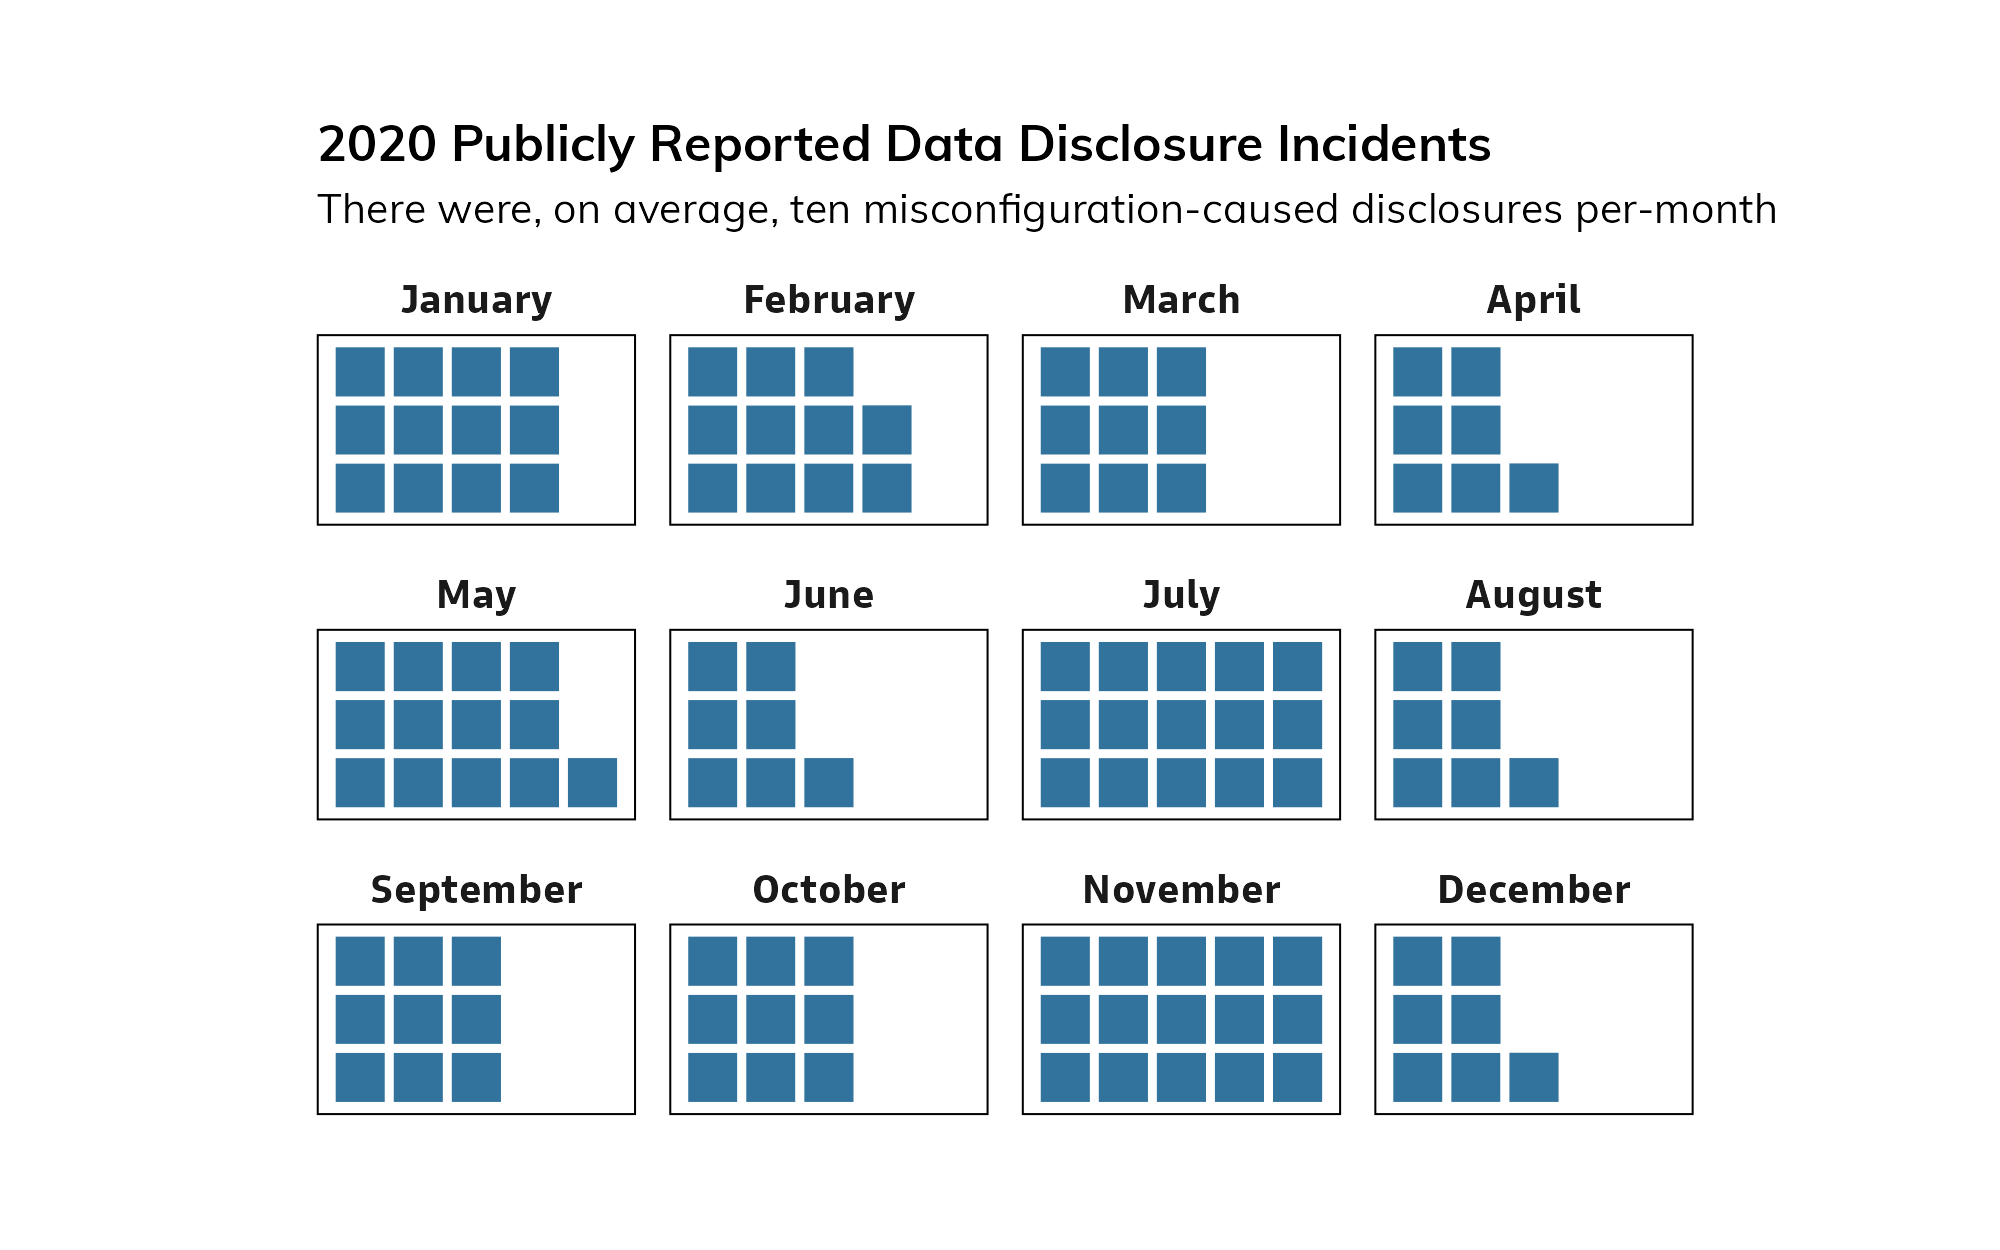 2020 Publicly Reported Data Disclosure Incidents
There were, on average, ten misconfiguration-caused disclosures per-month
January
February
March
April
May
June
July
August
September
October
November
December